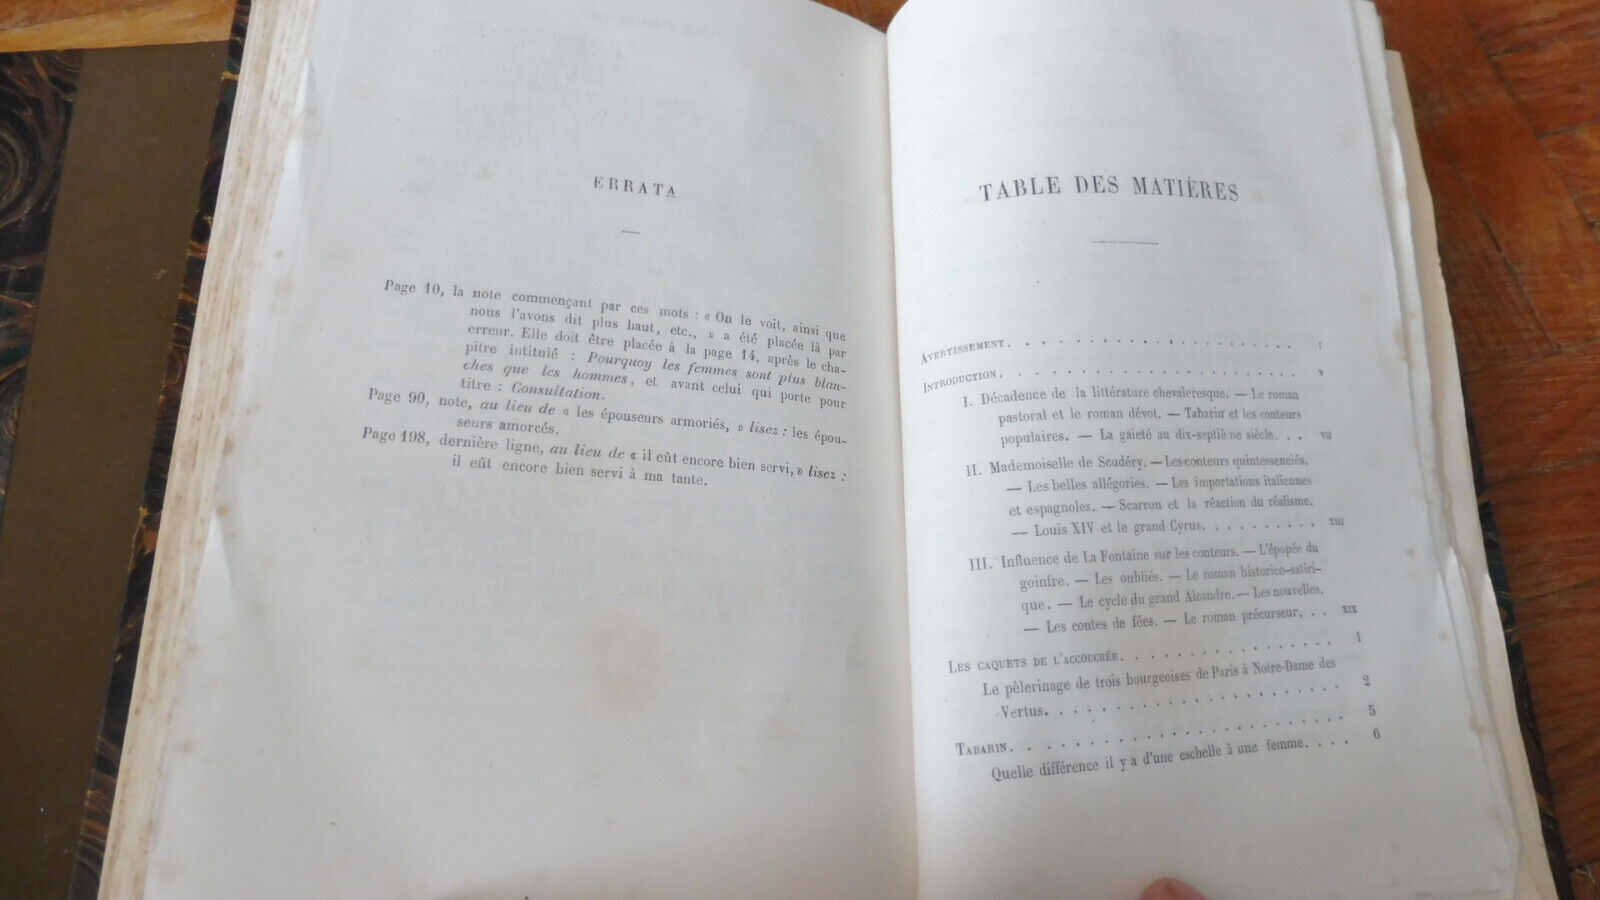 ERRATA
Page 10, la note commençant par ces mots : « On le voit, ainsi que
nous l'avons dit plus haut, etc., » a été placée là par
erreur. Elle doit être placée à la page 14, après le cha-
pitre intitulé : Pourquoy les femmes sont plus blan-
ches que les hommes, et avant celui qui porte pour
titre : Consultation.
Page 90, note, au lieu de « les épouseurs armoriés, » lisez : les épou-
seurs amorcés.
Page 198, dernière ligne, au lieu de « il eût encore bien servi, » lisez :
il eût encore bien servi à ma tante.
TABLE DES MATIÈRES
AVERTISSEMENT. . . . . . . . . . . . . . . . . . . . . i
INTRODUCTION. . . . . . . . . . . . . . . . . . . . . v
I. Décadence de la littérature chevaleresque. — Le roman
pastoral et le roman dévot. — Tabarin et les conteurs
populaires. — La gaieté au dix-septième siècle. . . vii
II. Mademoiselle de Scudéry. — Les conteurs quintessenciés.
— Les belles allégories. — Les importations italiennes
et espagnoles. — Scarron et la réaction du réalisme.
— Louis XIV et le grand Cyrus. . . . . . . . . . xiii
III. Influence de La Fontaine sur les conteurs. — L'épopée du
goinfre. — Les oubliés. — Le roman historico-satiri-
que. — Le cycle du grand Alcandre. — Les nouvelles.
— Les contes de fées. — Le roman précurseur. . . xix
LES CAQUETS DE L'ACCOUCHÉE. . . . . . . . . . . . . . 1
Le pèlerinage de trois bourgeoises de Paris à Notre-Dame des
Vertus. . . . . . . . . . . . . . . . . . . . 2
TABARIN. . . . . . . . . . . . . . . . . . . . . . 5
Quelle différence il y a d'une eschelle à une femme. . . . 6